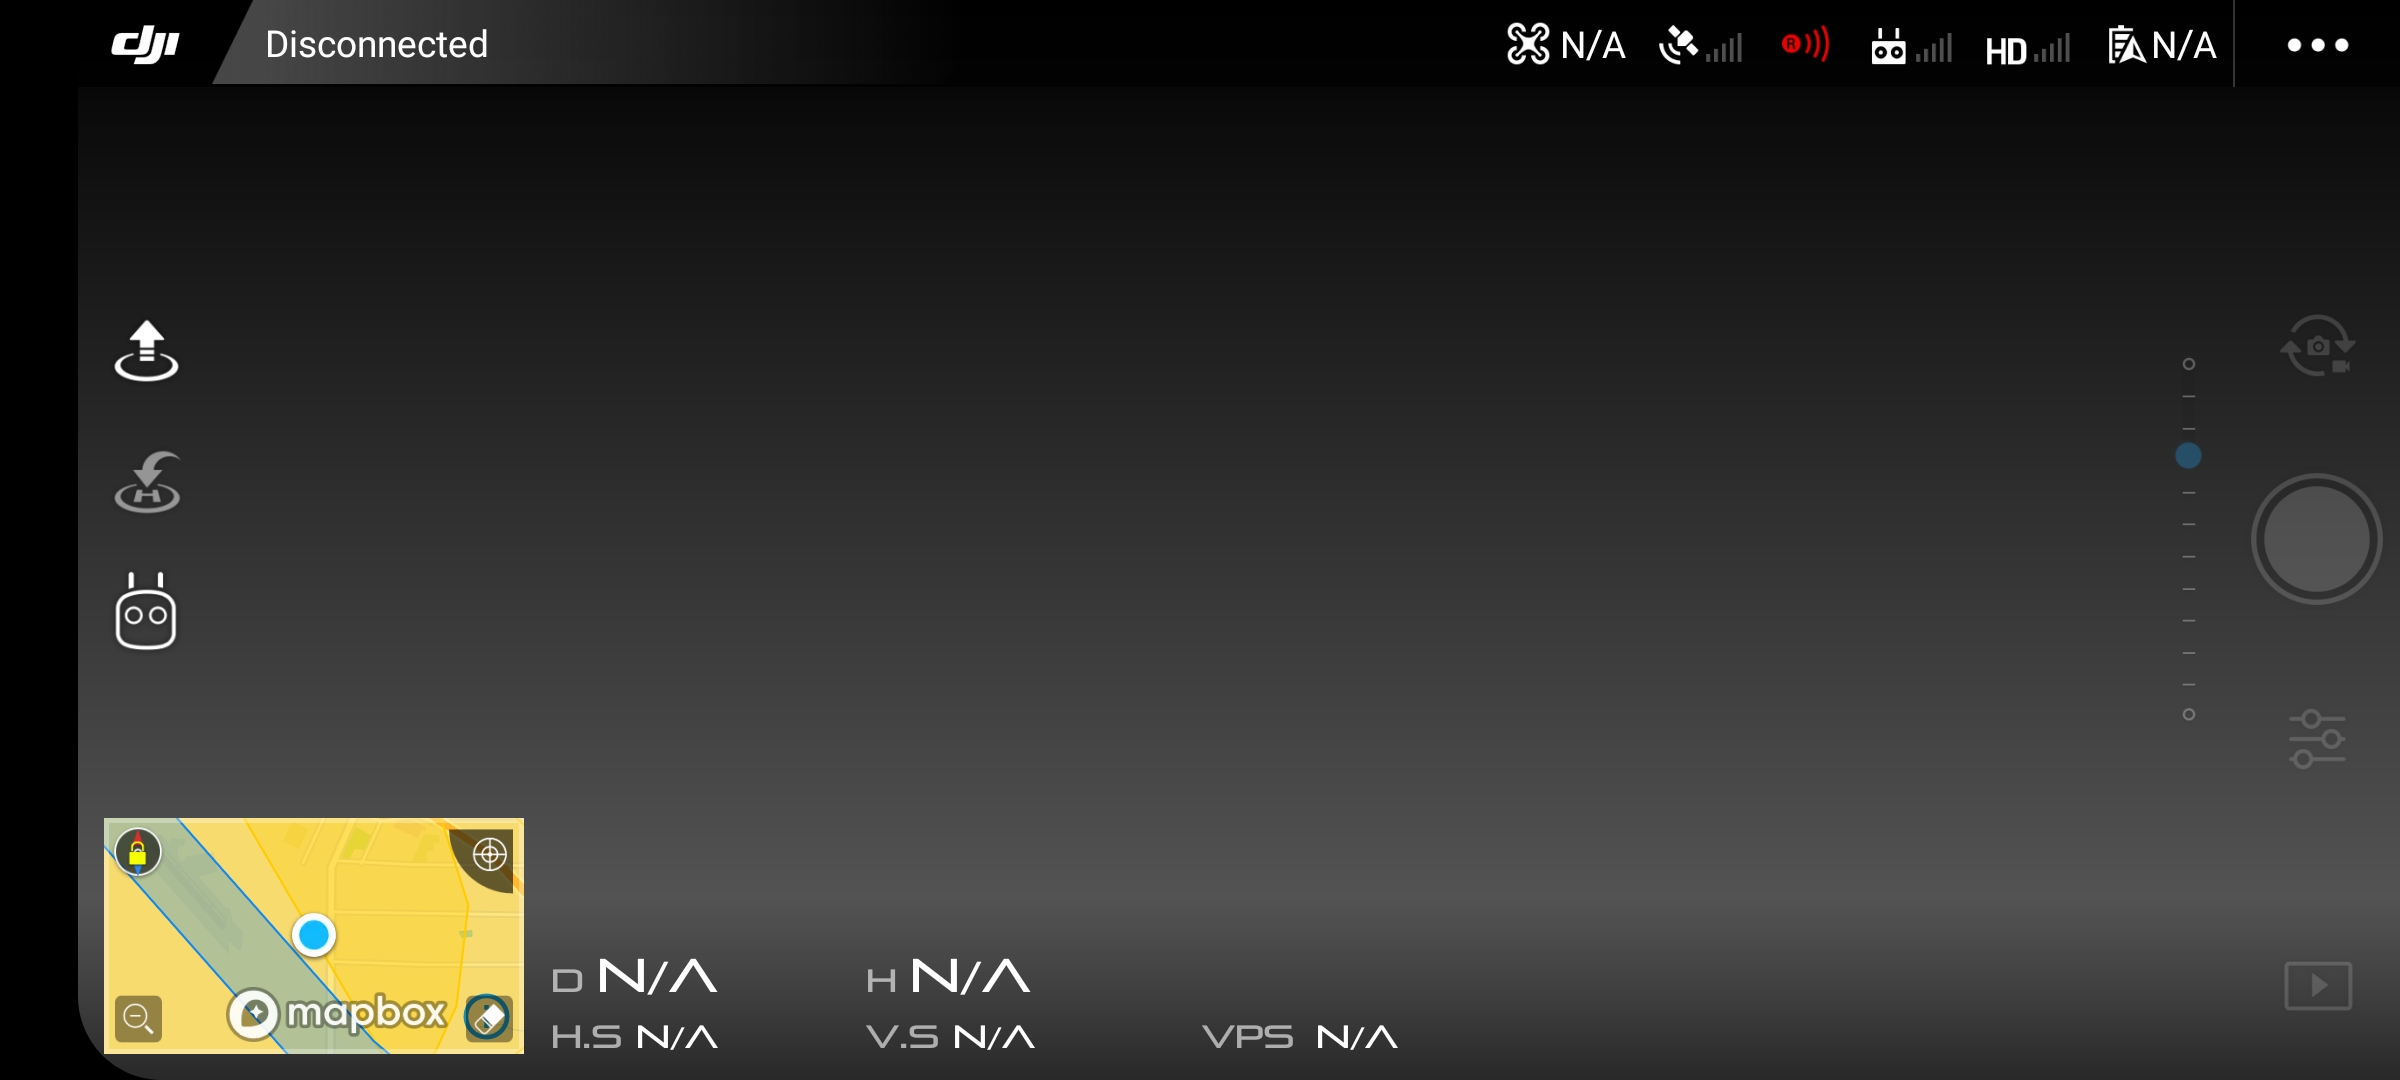 dji Disconnected N/A R HD N/A
H
mapbox
D N/A H N/A
H.S N/A V.S N/A VPS N/A